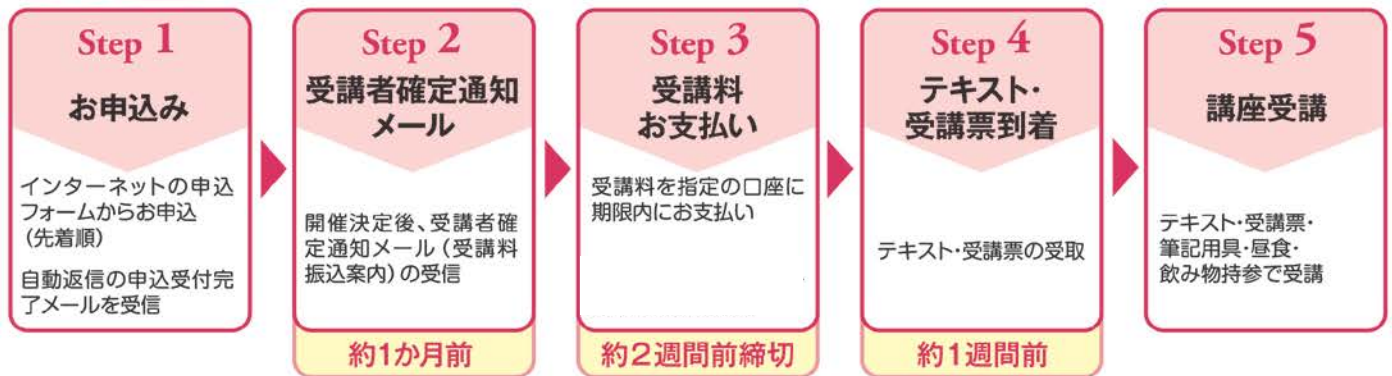 Step 1
お申込み
インターネットの申込
フォームからお申込
（先着順）
自動返信の申込受付完
了メールを受信
Step 2
受講者確定通知
メール
開催決定後、受講者確
定通知メール（受講料
振込案内）の受信
約1か月前
Step 3
受講料
お支払い
受講料を指定の口座に
期限内にお支払い
約2週間前締切
Step 4
テキスト・
受講票到着
テキスト・受講票の受取
約1週間前
Step 5
講座受講
テキスト・受講票・
筆記用具・昼食・
飲み物持参で受講